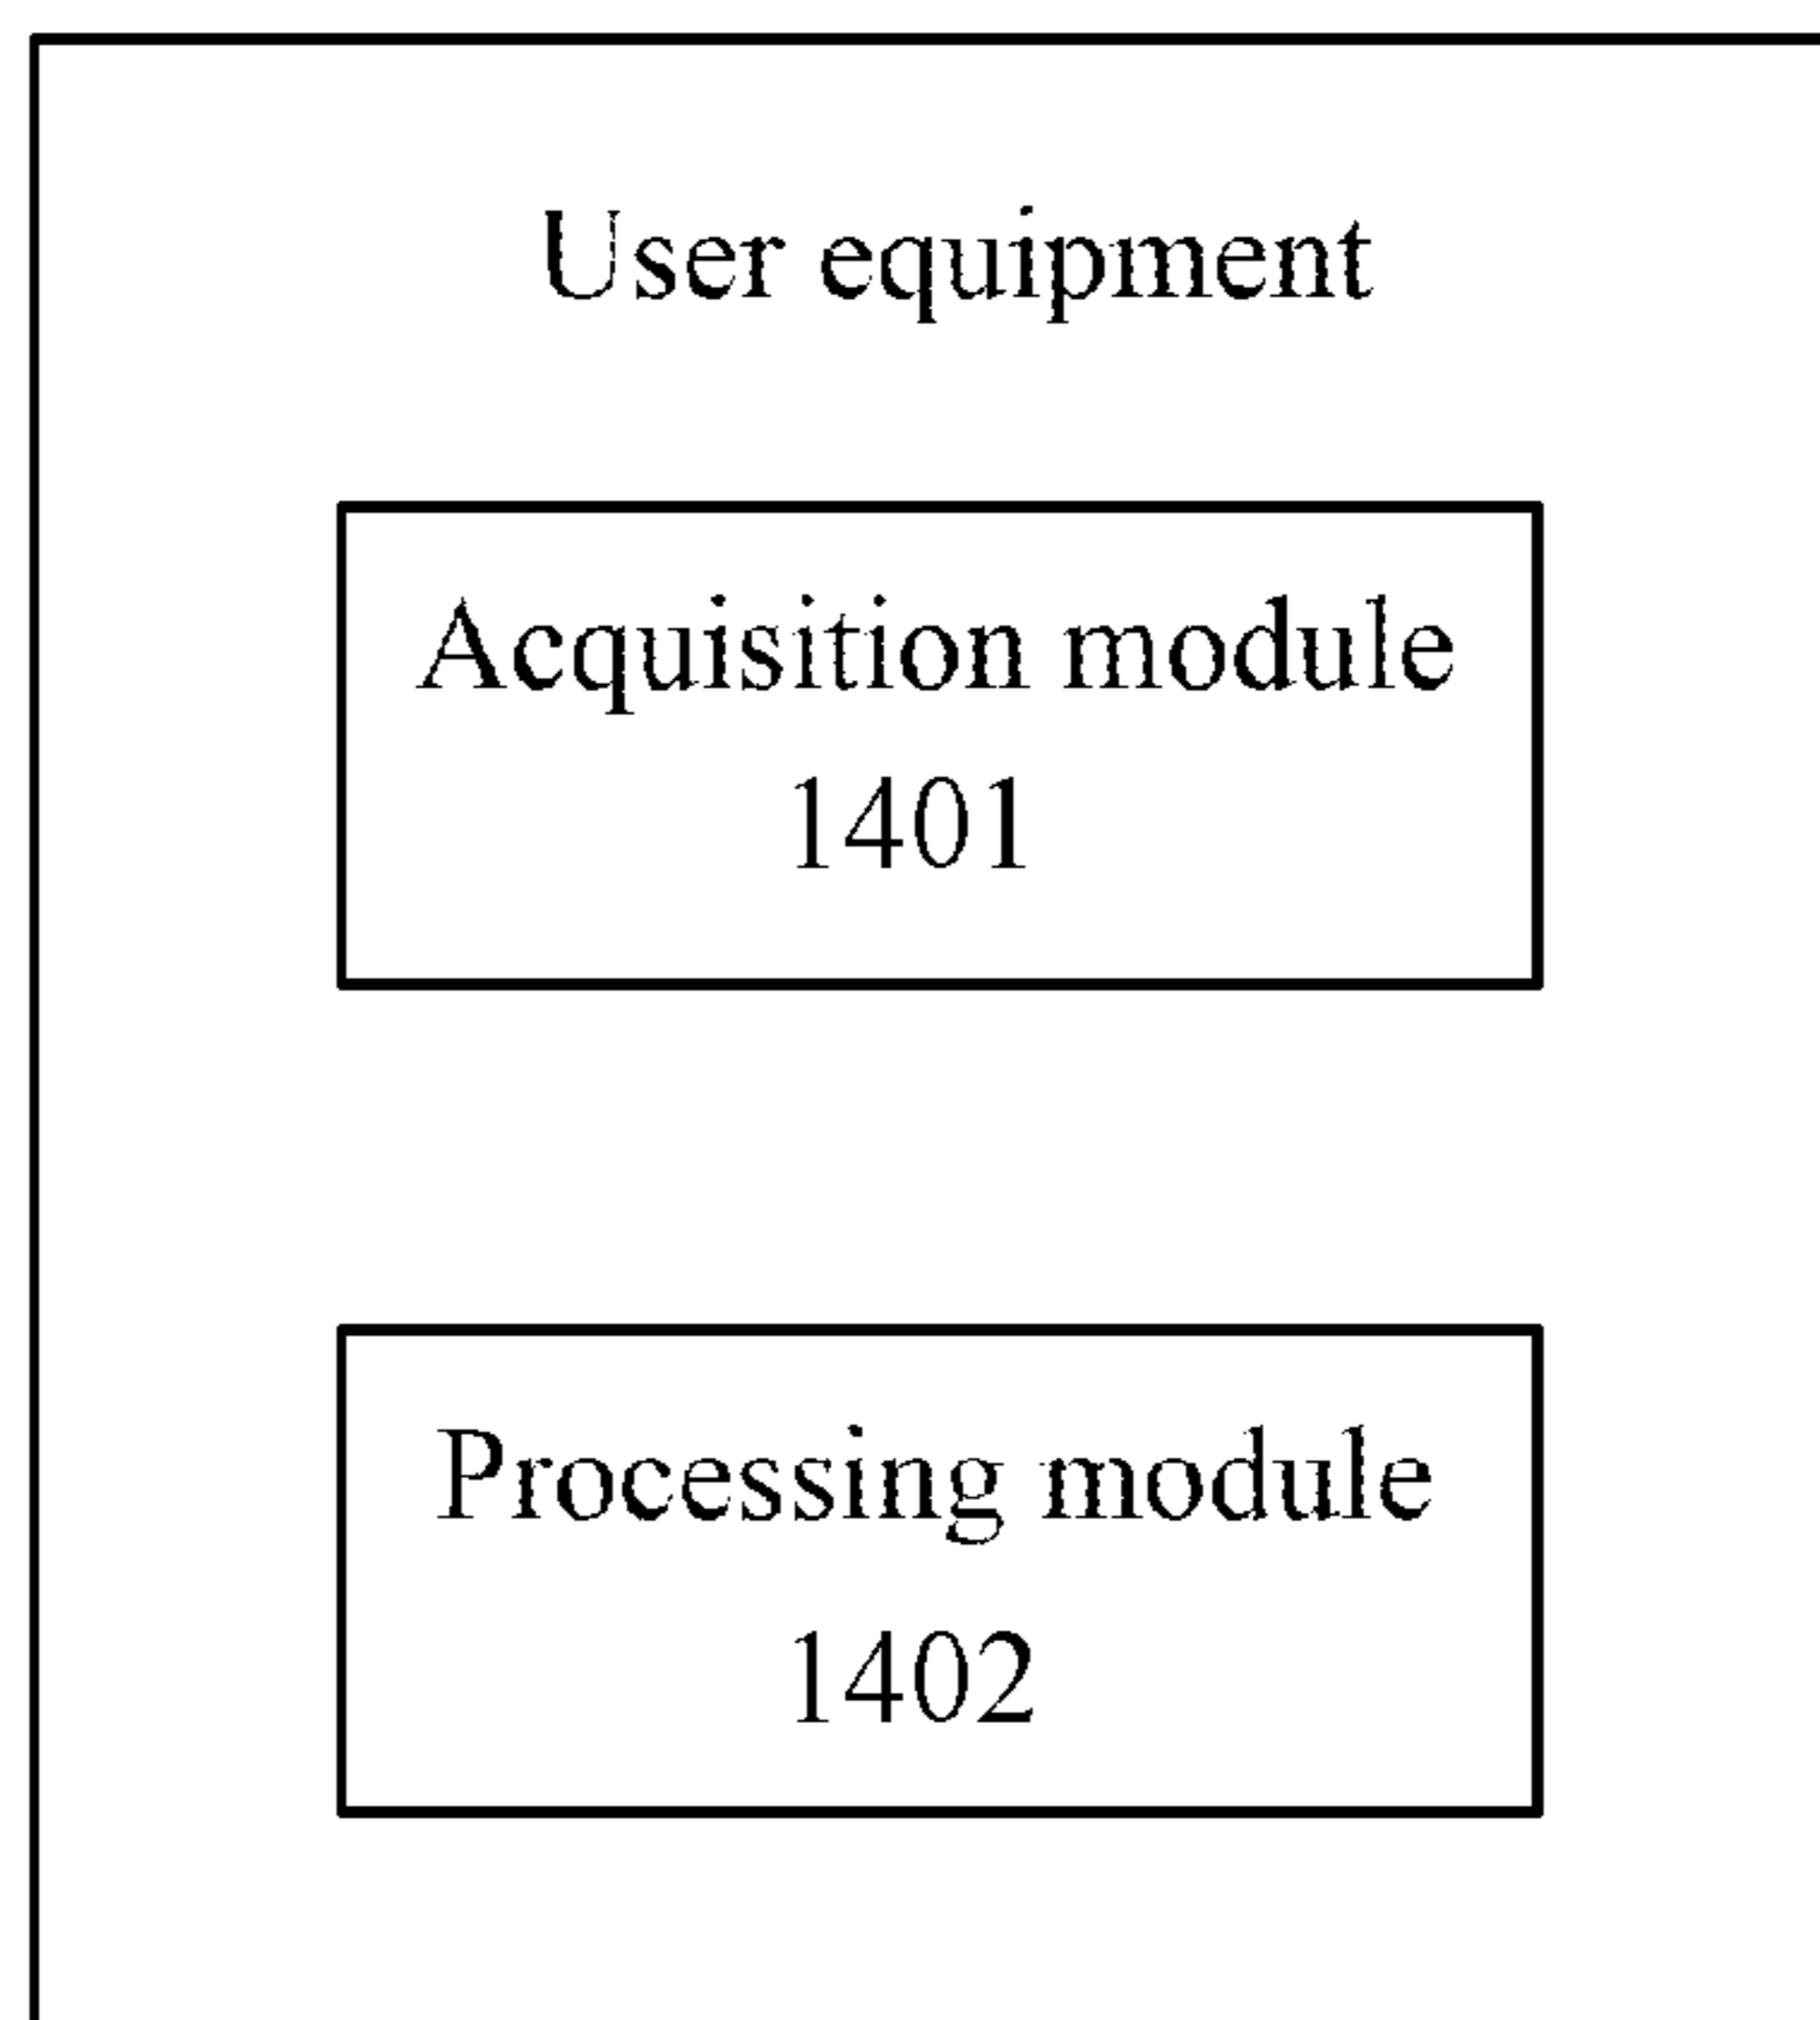 User equipment
Acquisition module
1401
Processing module
1402